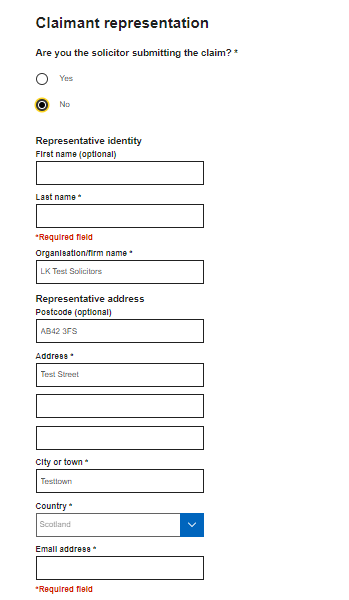 Claimant representation
Are you the solicitor submitting the claim? *
Yes
No
Representative identity
First name (optional)
Last name *
*Required field
Organisation/firm name *
LK Test Solicitors
Representative address
Postcode (optional)
AB42 3FS
Address *
Test Street
City or town *
Testtown
Country *
Scotland
Email address *
*Required field